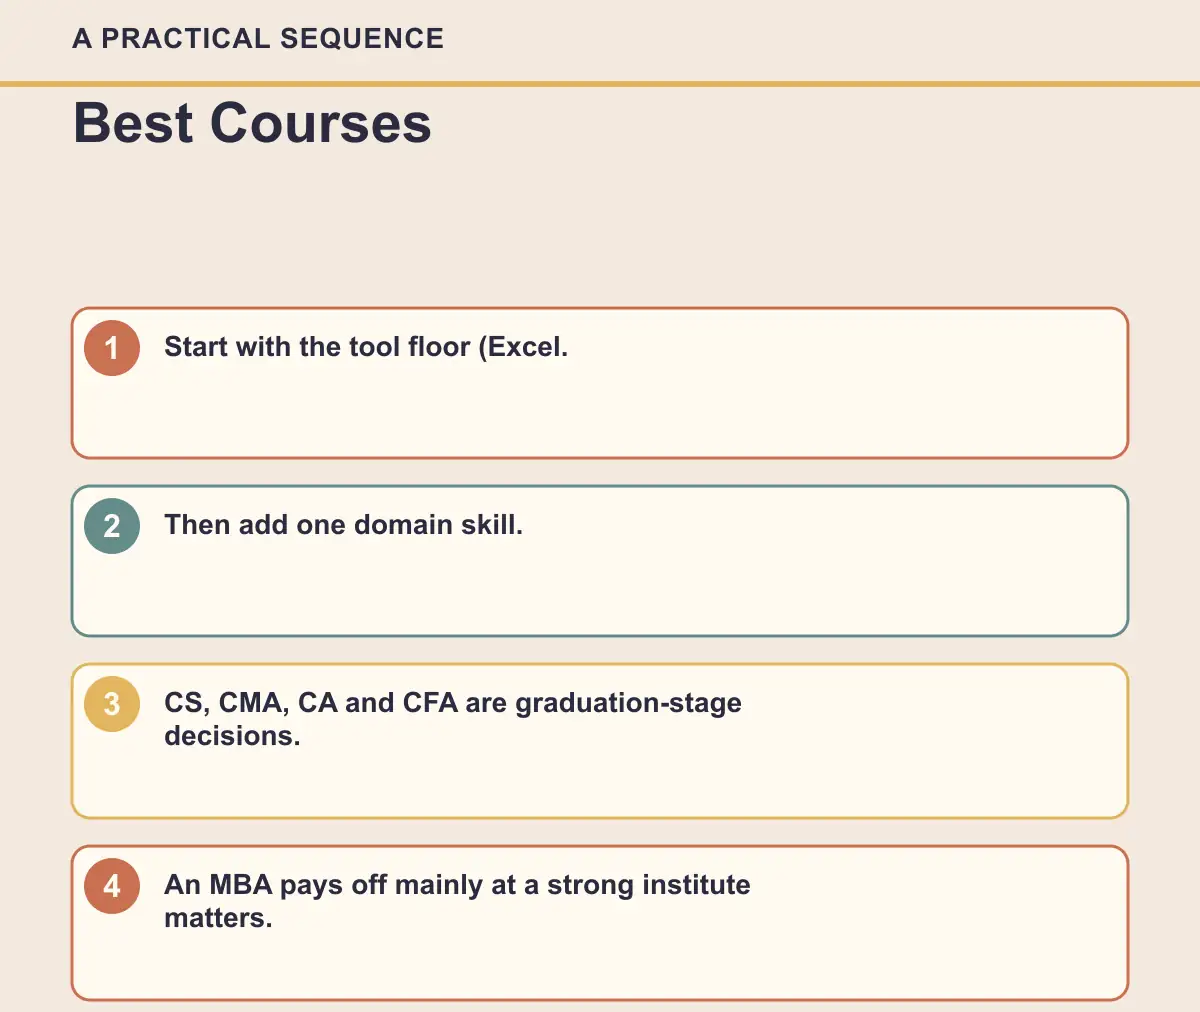 A PRACTICAL SEQUENCE
Best Courses
1
Start with the tool floor (Excel.
2
Then add one domain skill.
3
CS, CMA, CA and CFA are graduation-stage
decisions.
4
An MBA pays off mainly at a strong institute
matters.